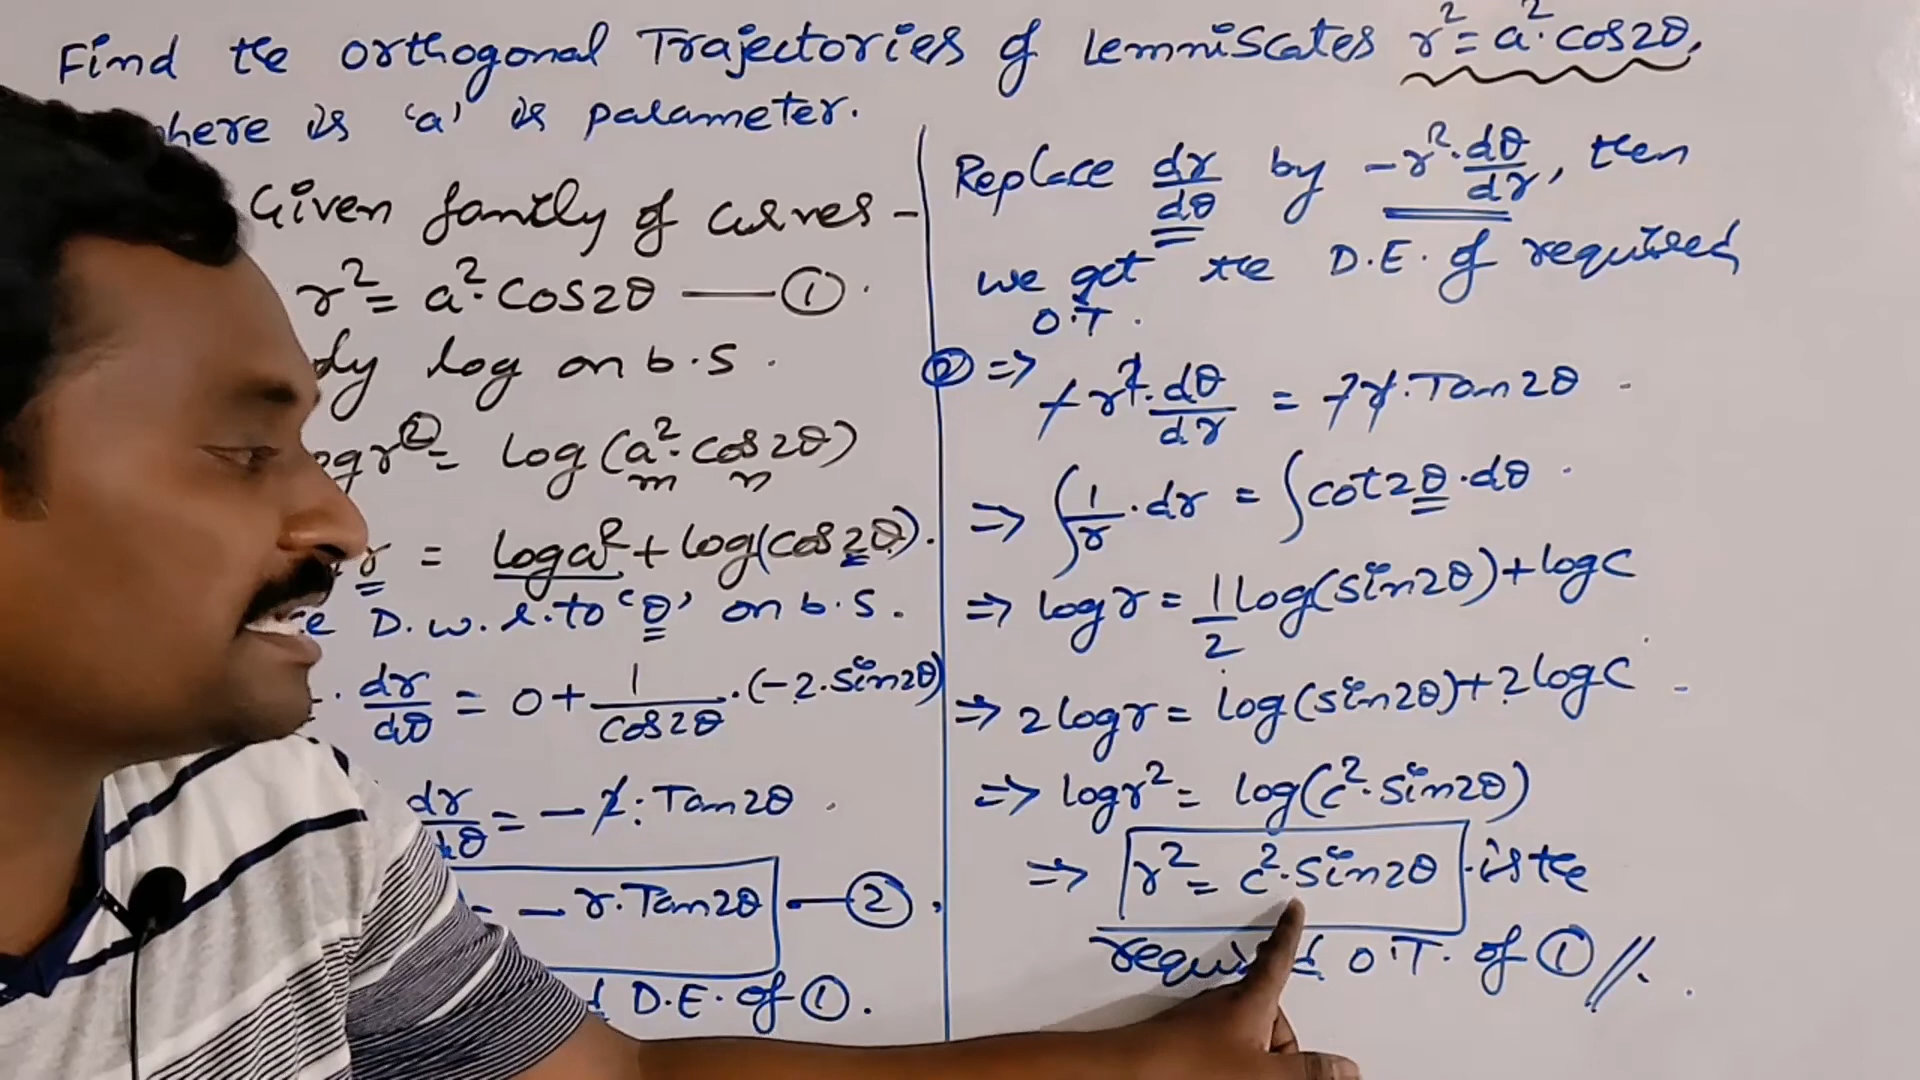 Find the orthogonal Trajectories of Lemniscates r² = a²·cos2θ,
here is 'a' is parameter.
Given family of curves -
r² = a²·cos2θ —— ①.
log on b.s.
log r² = log(a²·cos2θ)
m n
r = log a² + log(cos2θ).
D.w.r.to 'θ' on b.s.
· dr/dθ = 0 + 1/cos2θ · (-2·sin2θ)
dr/dθ = -2·Tan2θ.
= - r·Tan2θ —— ②,
D.E. of ①.
Replace dr/dθ by -r²·dθ/dr, then
we get the D.E. of required
O.T.
② ⇒ -r²·dθ/dr = -r·Tan2θ
⇒ ∫ 1/r · dr = ∫ cot2θ·dθ
⇒ log r = 1/2 log(sin2θ) + log c
⇒ 2 log r = log(sin2θ) + 2 log c
⇒ log r² = log(c²·sin2θ)
⇒ r² = c²·sin2θ is the
required O.T. of ① //.